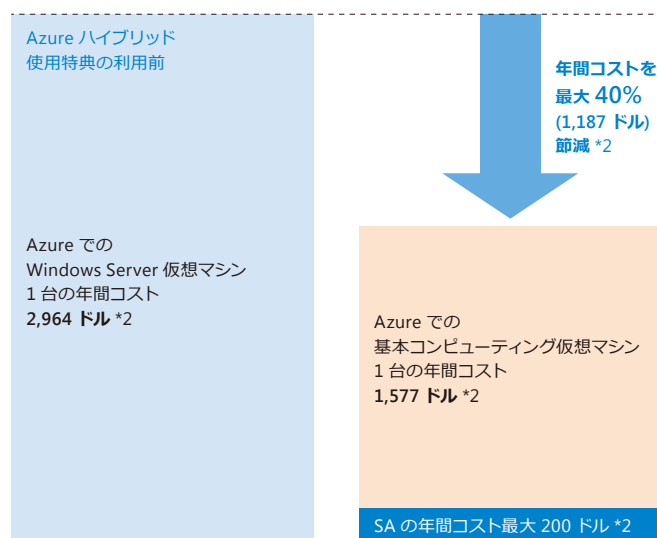 Azure ハイブリッド
使用特典の利用前
Azure での
Windows Server 仮想マシン
1 台の年間コスト
2,964 ドル *2
年間コストを
最大 40%
(1,187 ドル)
節減 *2
Azure での
基本コンピューティング仮想マシン
1 台の年間コスト
1,577 ドル *2
SA の年間コスト最大 200 ドル *2